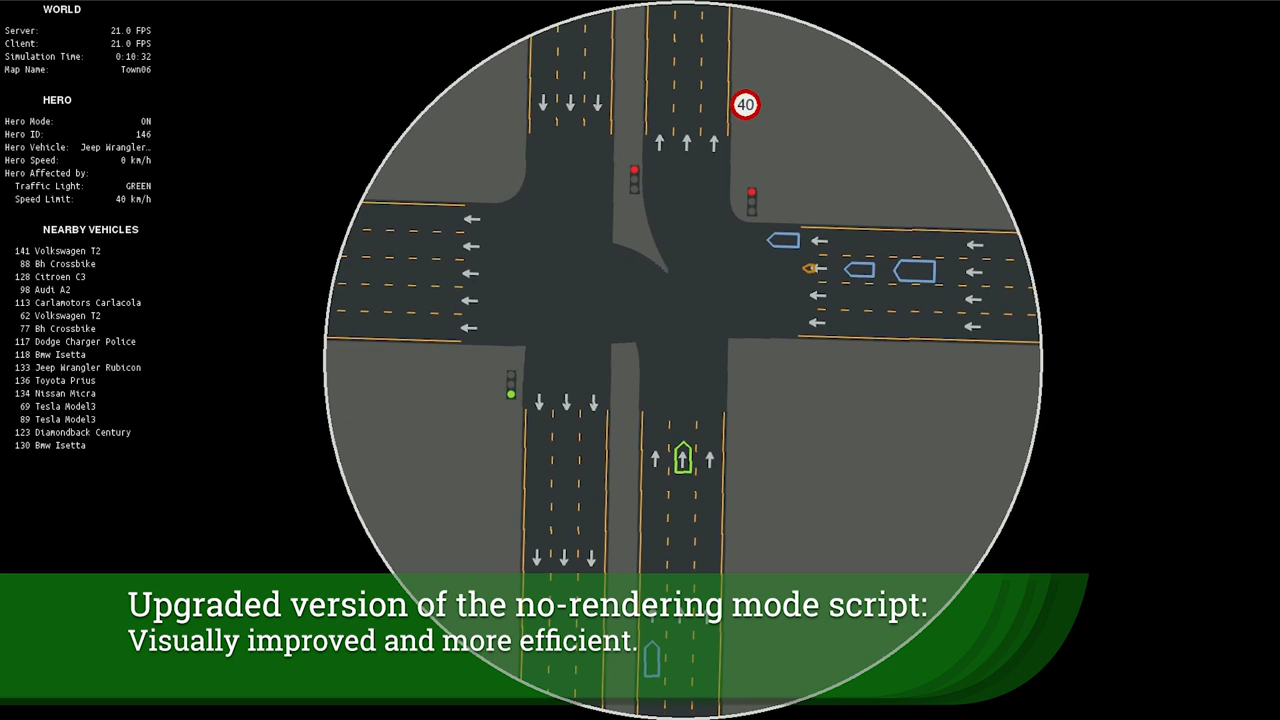 WORLD
Server: 21.0 FPS
Client: 21.0 FPS
Simulation Time: 0:10:32
Map Name: Town06
HERO
Hero Mode: ON
Hero ID: 146
Hero Vehicle: Jeep Wrangler…
Hero Speed: 0 km/h
Hero Affected by:
Traffic Light: GREEN
Speed Limit: 40 km/h
NEARBY VEHICLES
141 Volkswagen T2
88 Bh Crossbike
128 Citroen C3
98 Audi A2
113 Carlamotors Carlacola
62 Volkswagen T2
77 Bh Crossbike
117 Dodge Charger Police
118 Bmw Isetta
133 Jeep Wrangler Rubicon
136 Toyota Prius
134 Nissan Micra
69 Tesla Model3
89 Tesla Model3
123 Diamondback Century
130 Bmw Isetta
40
Upgraded version of the no-rendering mode script:
Visually improved and more efficient.